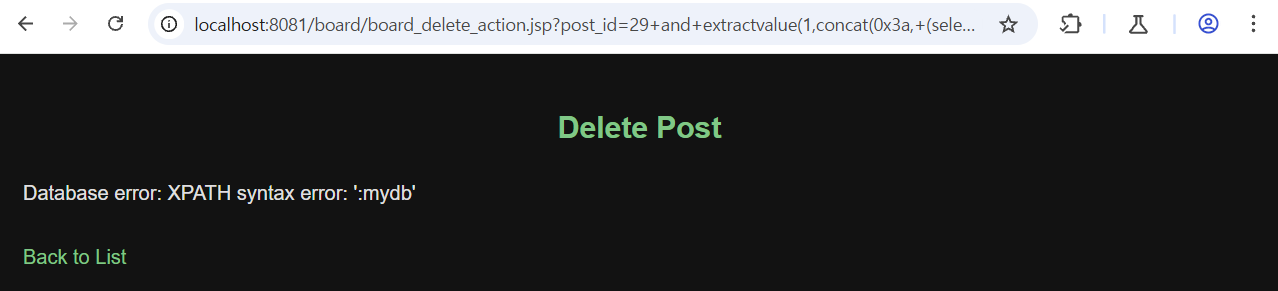 localhost:8081/board/board_delete_action.jsp?post_id=29+and+extractvalue(1,concat(0x3a,+(sele...
Delete Post
Database error: XPATH syntax error: ':mydb'
Back to List